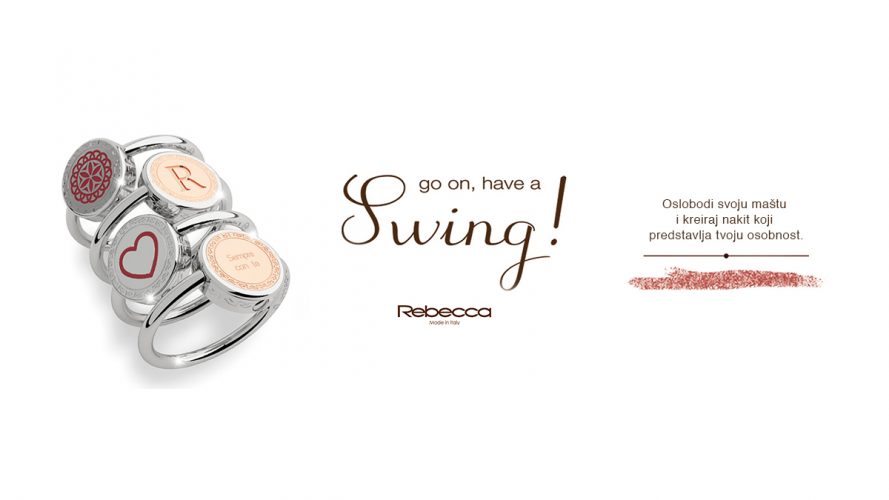 R
Sempre
con te
go on, have a
Swing!
Rebecca
Made in Italy
Oslobodi svoju maštu
i kreiraj nakit koji
predstavlja tvoju osobnost.